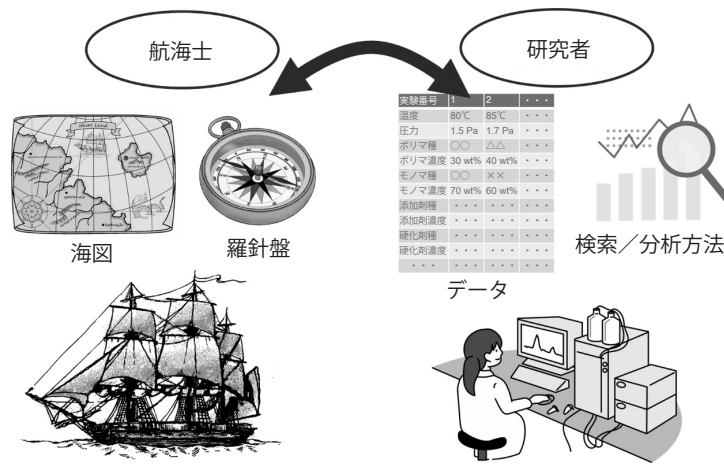 航海士
研究者
Never Land
海図
羅針盤
実験番号 1 2 ・・・
温度 80℃ 85℃ ・・・
圧力 1.5 Pa 1.7 Pa ・・・
ポリマ種 ○○ △△ ・・・
ポリマ濃度 30 wt% 40 wt% ・・・
モノマ種 ○○ ×× ・・・
モノマ濃度 70 wt% 60 wt% ・・・
添加剤種 ・・・ ・・・ ・・・
添加剤濃度 ・・・ ・・・ ・・・
硬化剤種 ・・・ ・・・ ・・・
硬化剤濃度 ・・・ ・・・ ・・・
・・・ ・・・ ・・・ ・・・
データ
検索／分析方法